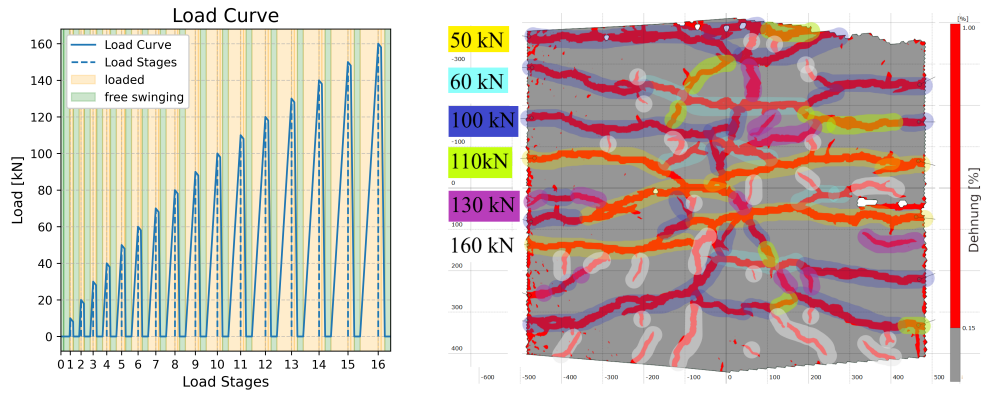 Load Curve
Load [kN]
160
140
120
100
80
60
40
20
0
Load Curve
Load Stages
loaded
free swinging
0 1 2 3 4 5 6 7 8 9 10 11 12 13 14 15 16
Load Stages
50 kN
60 kN
100 kN
110kN
130 kN
160 kN
-300
-100
0
100
200
300
400
-600 -500 -400 -300 -200 -100 0 100 200 300 400 500
[%]
1.00
0.15
Dehnung [%]